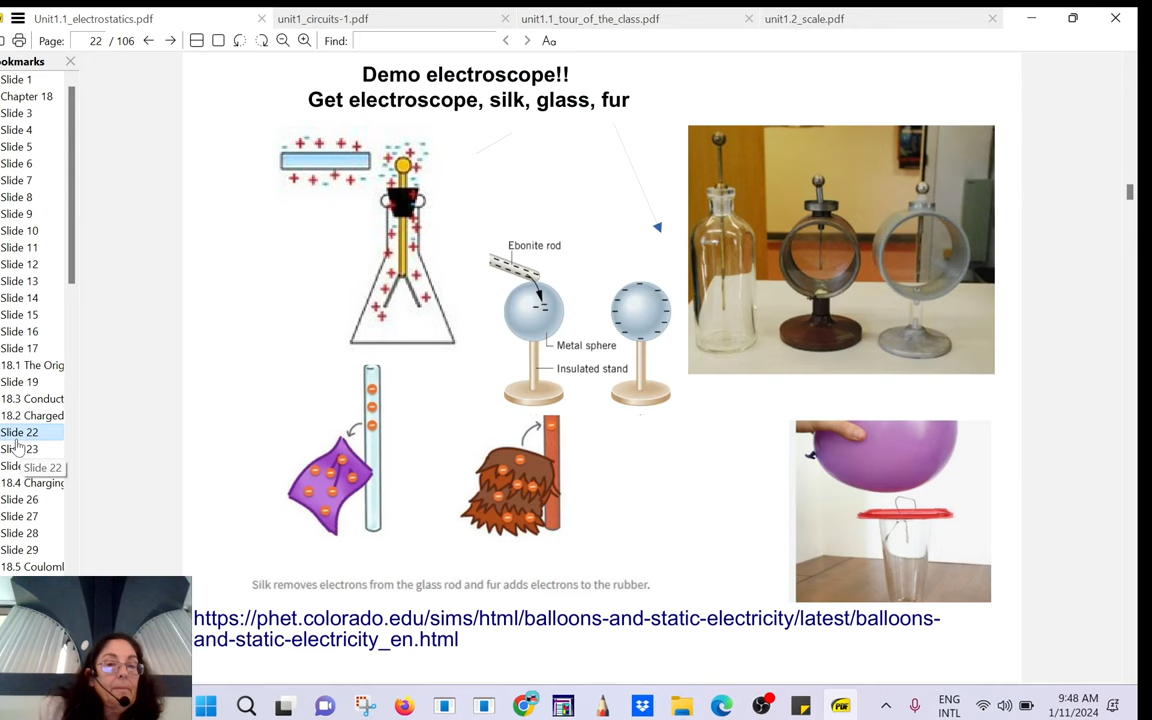 Unit1.1_electrostatics.pdf
unit1_circuits-1.pdf
unit1.1_tour_of_the_class.pdf
unit1.2_scale.pdf
Page: 22 / 106
Find:
Aa
okmarks
Slide 1
Chapter 18
Slide 3
Slide 4
Slide 5
Slide 6
Slide 7
Slide 8
Slide 9
Slide 10
Slide 11
Slide 12
Slide 13
Slide 14
Slide 15
Slide 16
Slide 17
18.1 The Orig
Slide 19
18.3 Conduct
18.2 Charged
Slide 22
Slide 23
Slide
Slide 22
18.4 Charging
Slide 26
Slide 27
Slide 28
Slide 29
18.5 Coulomb
Demo electroscope!!
Get electroscope, silk, glass, fur
Ebonite rod
Metal sphere
Insulated stand
Silk removes electrons from the glass rod and fur adds electrons to the rubber.
https://phet.colorado.edu/sims/html/balloons-and-static-electricity/latest/balloons-
and-static-electricity_en.html
PDF
ENG
INTL
9:48 AM
1/11/2024